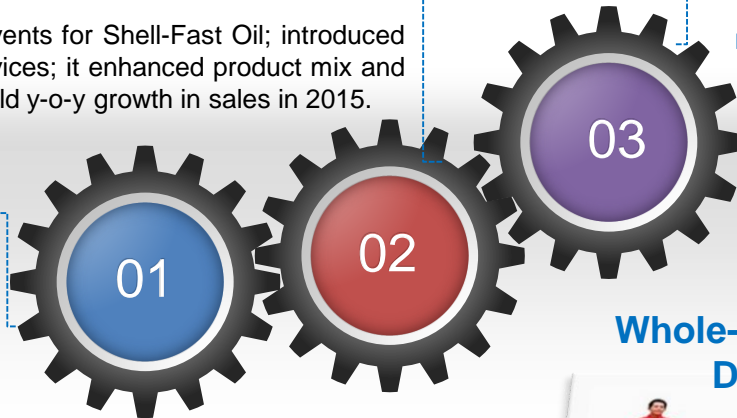 vents for Shell-Fast Oil; introduced
vices; it enhanced product mix and
ld y-o-y growth in sales in 2015.
03
02
01
Whole-
D